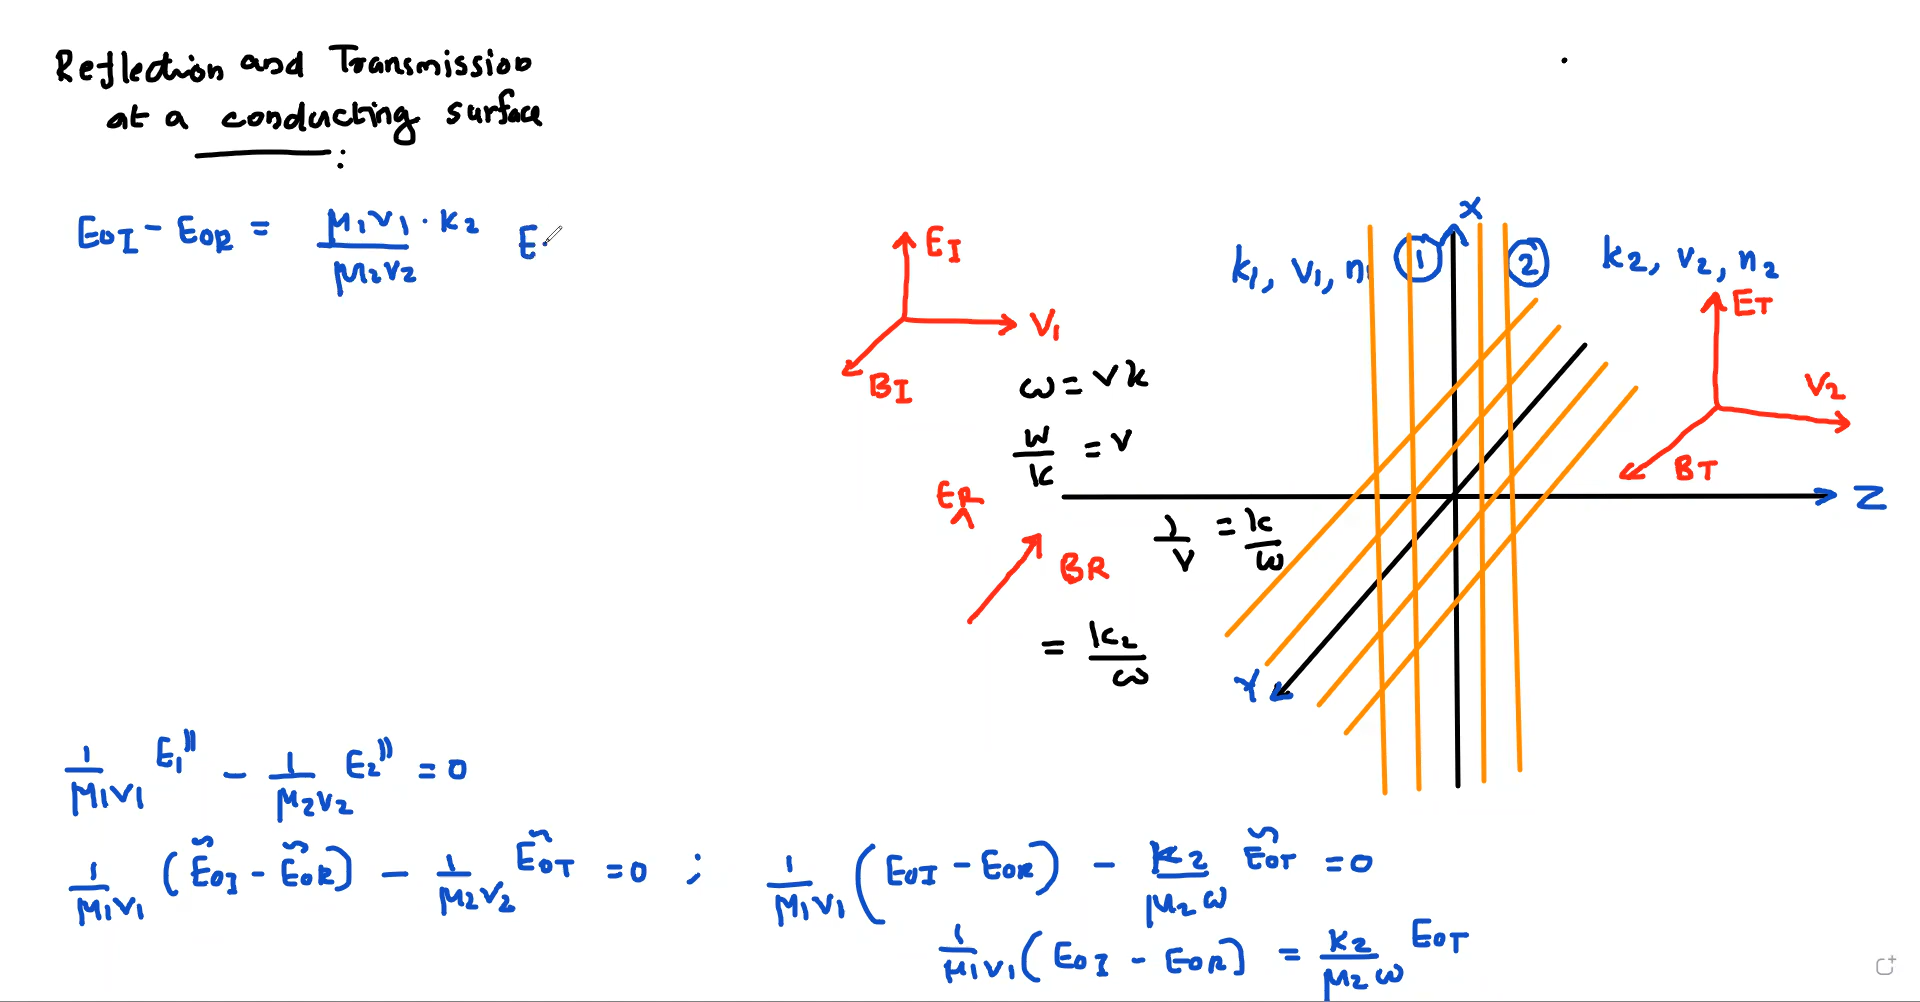 Reflection and Transmission
at a conducting surface :
E₀I − E₀R = μ₁v₁ · k₂ / μ₂v₂ E
EI
V₁
BI
ω = vk
w/k = v
ER
BR
1/v = k/ω
= k₂/ω
X
k₁, v₁, n₁
①
②
k₂, v₂, n₂
ET
V₂
BT
Z
Y
1/μ₁v₁ E₁" − 1/μ₂v₂ E₂" = 0
1/μ₁v₁ (Ẽ₀I − Ẽ₀R) − 1/μ₂v₂ Ẽ₀T = 0 ; 1/μ₁v₁ (E₀I − E₀R) − k₂/μ₂ω Ẽ₀T = 0
1/μ₁v₁ (E₀I − E₀R) = k₂/μ₂ω E₀T